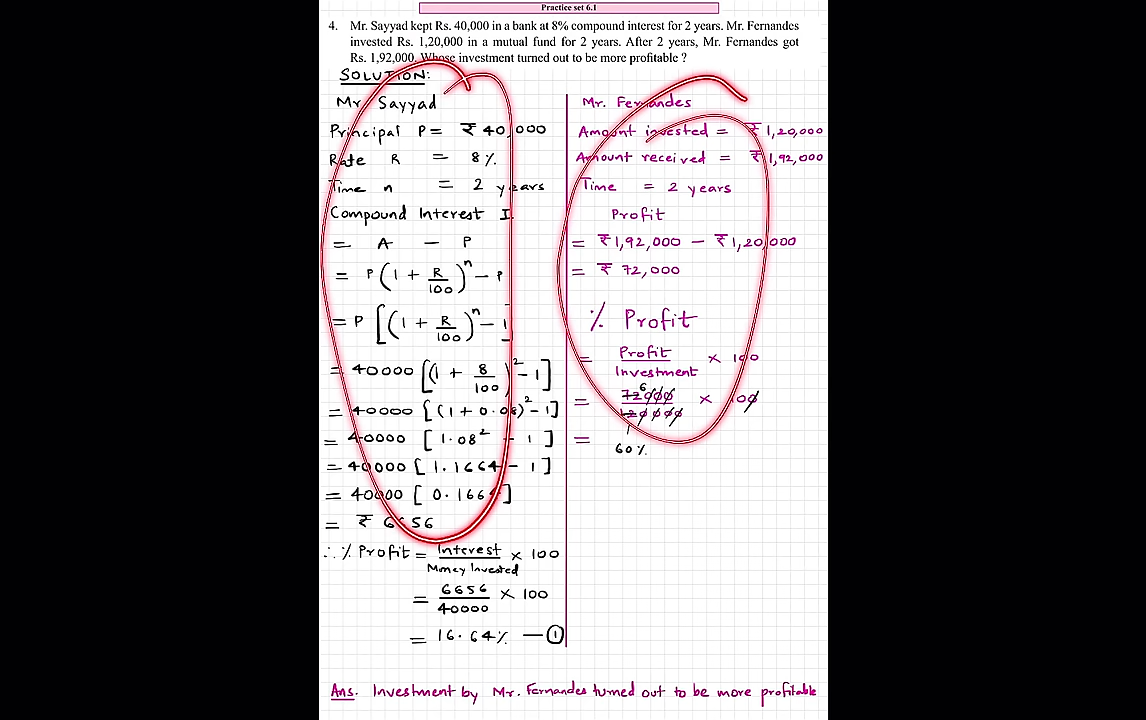 Practice set 6.1
4. Mr. Sayyad kept Rs. 40,000 in a bank at 8% compound interest for 2 years. Mr. Fernandes
invested Rs. 1,20,000 in a mutual fund for 2 years. After 2 years, Mr. Fernandes got
Rs. 1,92,000. Whose investment turned out to be more profitable ?
SOLUTION:
Mr. Sayyad
Principal P = ₹ 40,000
Rate R = 8%
Time n = 2 years
Compound Interest I
= A - P
= P(1 + R/100)^n - P
= P[(1 + R/100)^n - 1]
= 40000[(1 + 8/100)^2 - 1]
= 40000 [(1 + 0.08)^2 - 1]
= 40000 [1.08^2 - 1]
= 40000 [1.1664 - 1]
= 40000 [0.1664]
= ₹ 6656
∴ % Profit = Interest/Money Invested × 100
= 6656/40000 × 100
= 16.64% — ①
Mr. Fernandes
Amount invested = ₹ 1,20,000
Amount received = ₹ 1,92,000
Time = 2 years
Profit
= ₹1,92,000 - ₹1,20,000
= ₹ 72,000
% Profit
= Profit/Investment × 100
6
= 72000/120000 × 100
1
= 60%
Ans. Investment by Mr. Fernandes turned out to be more profitable